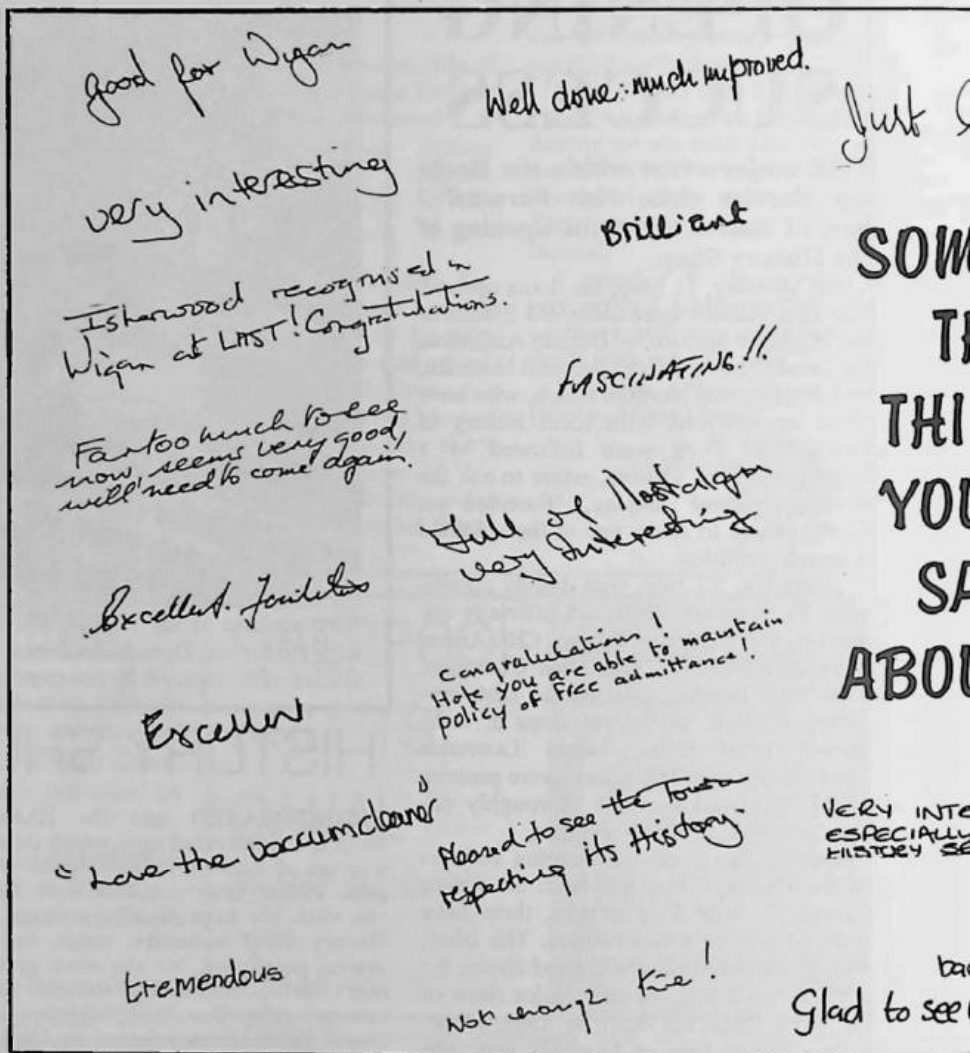 Good for Wigan
Well done: much improved.
Just
very interesting
Brilliant
SOM
Isherwood recognised in
Wigan at LAST! Congratulations.
FASCINATING!!!
THI
Far too much to see
now, seems very good,
will need to come again!
YOU
Full of Nostalgia
very Interesting
SA
Excellent Facilities
congratulations!
Hope you are able to maintain
policy of free admittance!
ABOU
Excellent
"Love the vaccum cleaner"
Pleased to see the Town
respecting its History.
VERY INTE
ESPECIALLY
HISTORY SE
tremendous
Not enough time!
bac
Glad to see